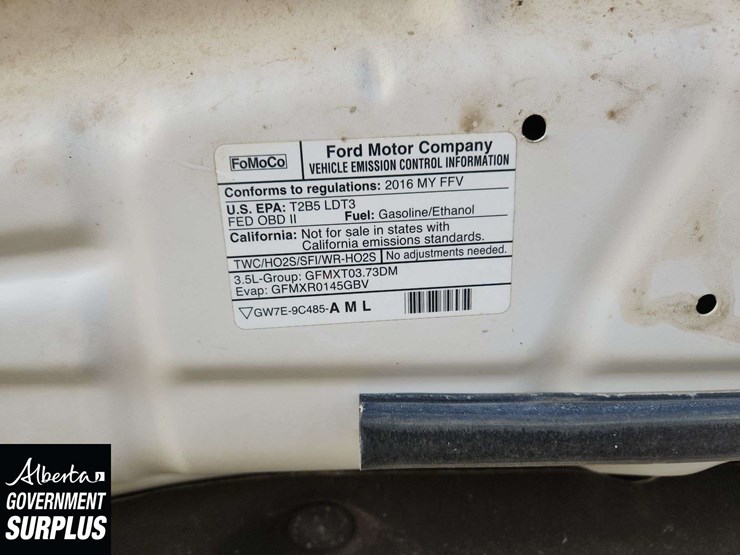 FoMoCo
Ford Motor Company
VEHICLE EMISSION CONTROL INFORMATION
Conforms to regulations: 2016 MY FFV
U.S. EPA: T2B5 LDT3
FED OBD II Fuel: Gasoline/Ethanol
California: Not for sale in states with
California emissions standards.
TWC/HO2S/SFI/WR-HO2S No adjustments needed.
3.5L-Group: GFMXT03.73DM
Evap: GFMXR0145GBV
GW7E-9C485-A M L
Alberta
GOVERNMENT
SURPLUS